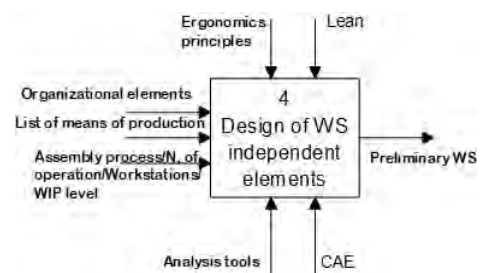 Ergonomics
principles
Lean
Organizational elements
List of means of production
Assembly process/N. of
operation/Workstations/
WIP level
4
Design of WS
independent
elements
Preliminary WS
Analysis tools
CAE